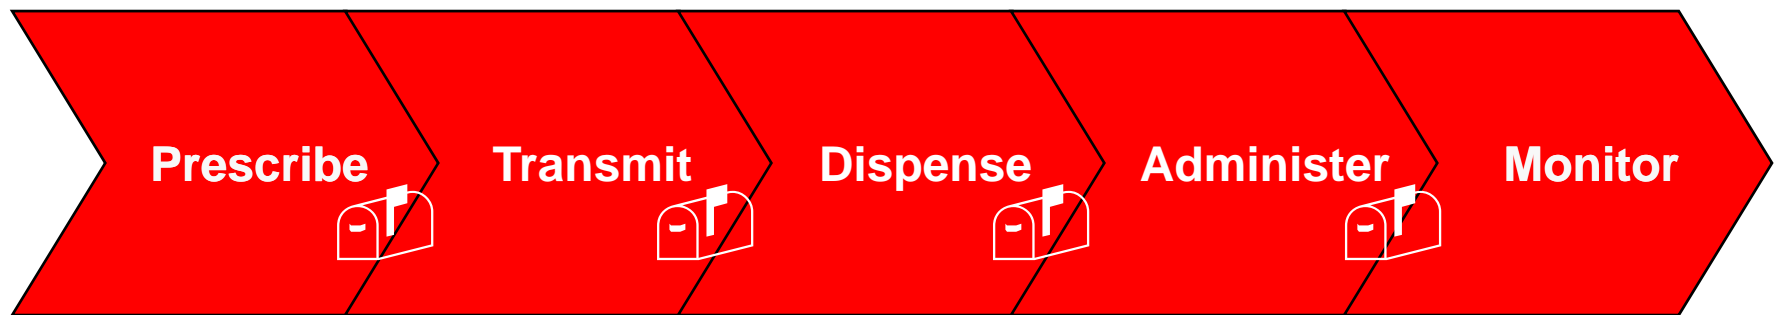 Prescribe
Transmit
Dispense
Administer
Monitor